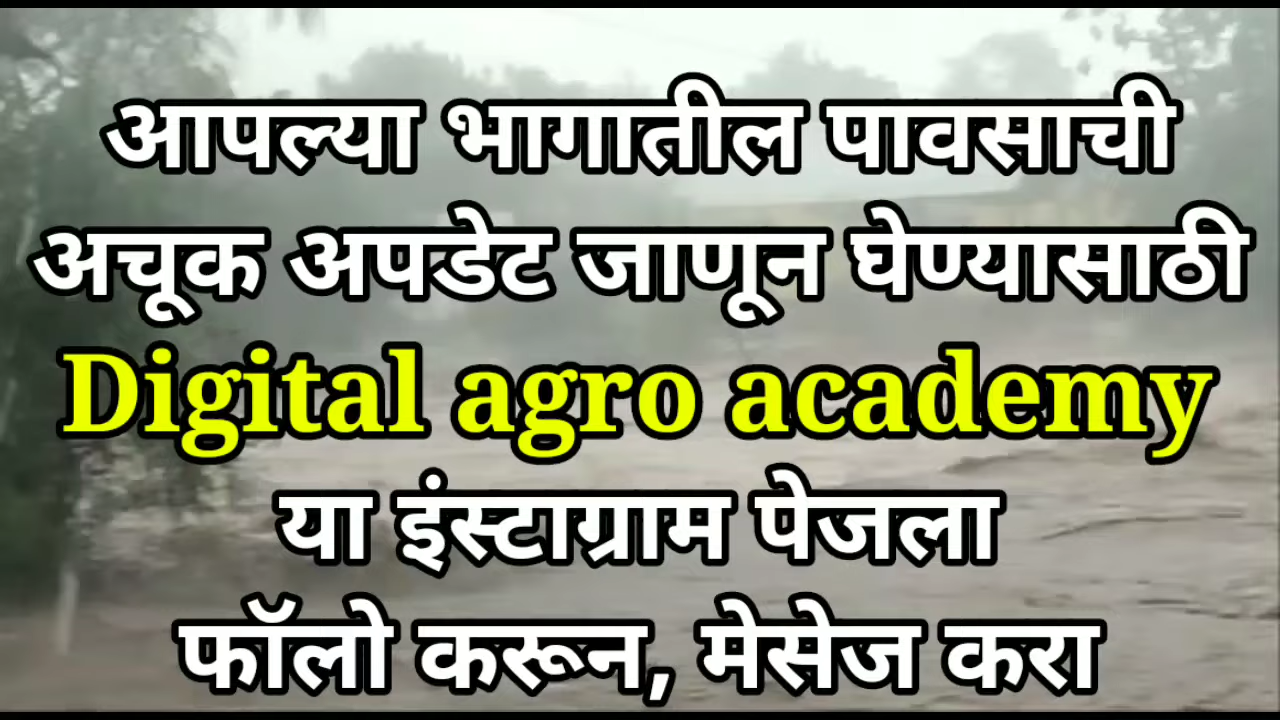 आपल्या भागातील पावसाची
अचूक अपडेट जाणून घेण्यासाठी
Digital agro academy
या इंस्टाग्राम पेजला
फॉलो करून, मेसेज करा